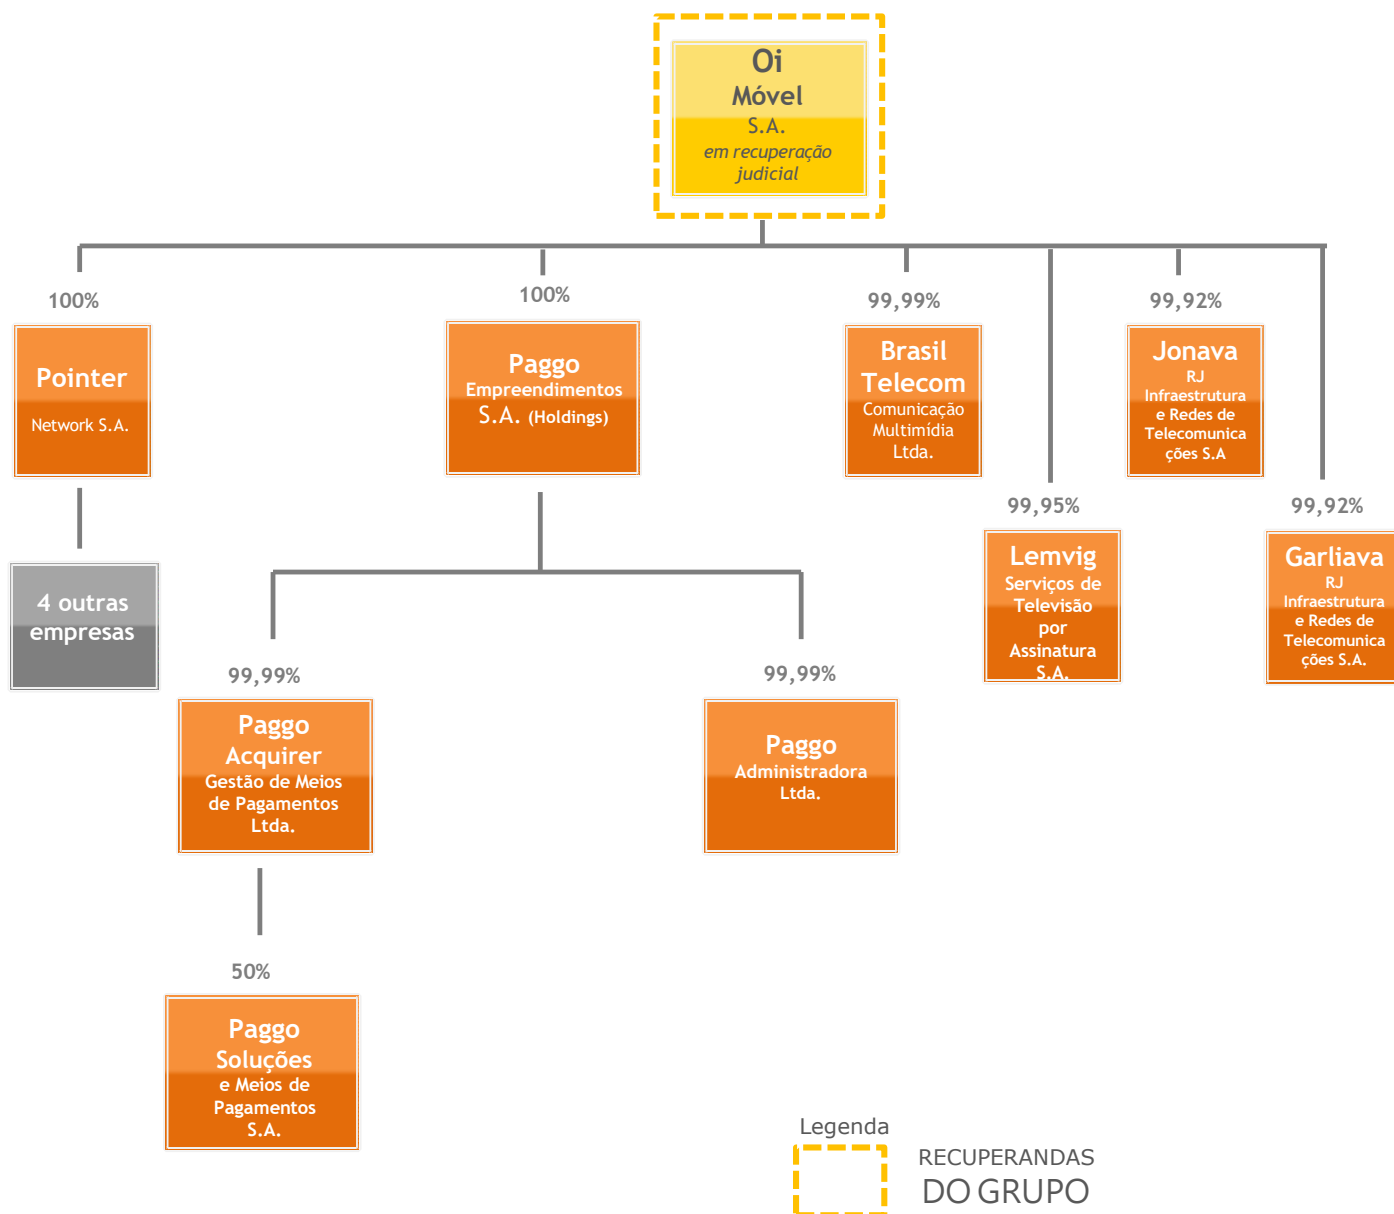 Oi
Móvel
S.A.
em recuperação
judicial
100%
100%
99,99%
99,92%
Pointer
Network S.A.
Paggo
Empreendimentos
S.A. (Holdings)
Brasil
Telecom
Comunicação
Multimídia
Ltda.
Jonava
RJ
Infraestrutura
e Redes de
Telecomunica
ções S.A
99,95%
99,92%
Lemvig
Serviços de
Televisão
por
Assinatura
S.A.
Garliava
RJ
Infraestrutura
e Redes de
Telecomunica
ções S.A.
4 outras
empresas
99,99%
99,99%
Paggo
Acquirer
Gestão de Meios
de Pagamentos
Ltda.
Paggo
Administradora
Ltda.
50%
Paggo
Soluções
e Meios de
Pagamentos
S.A.
Legenda
RECUPERANDAS
DO GRUPO